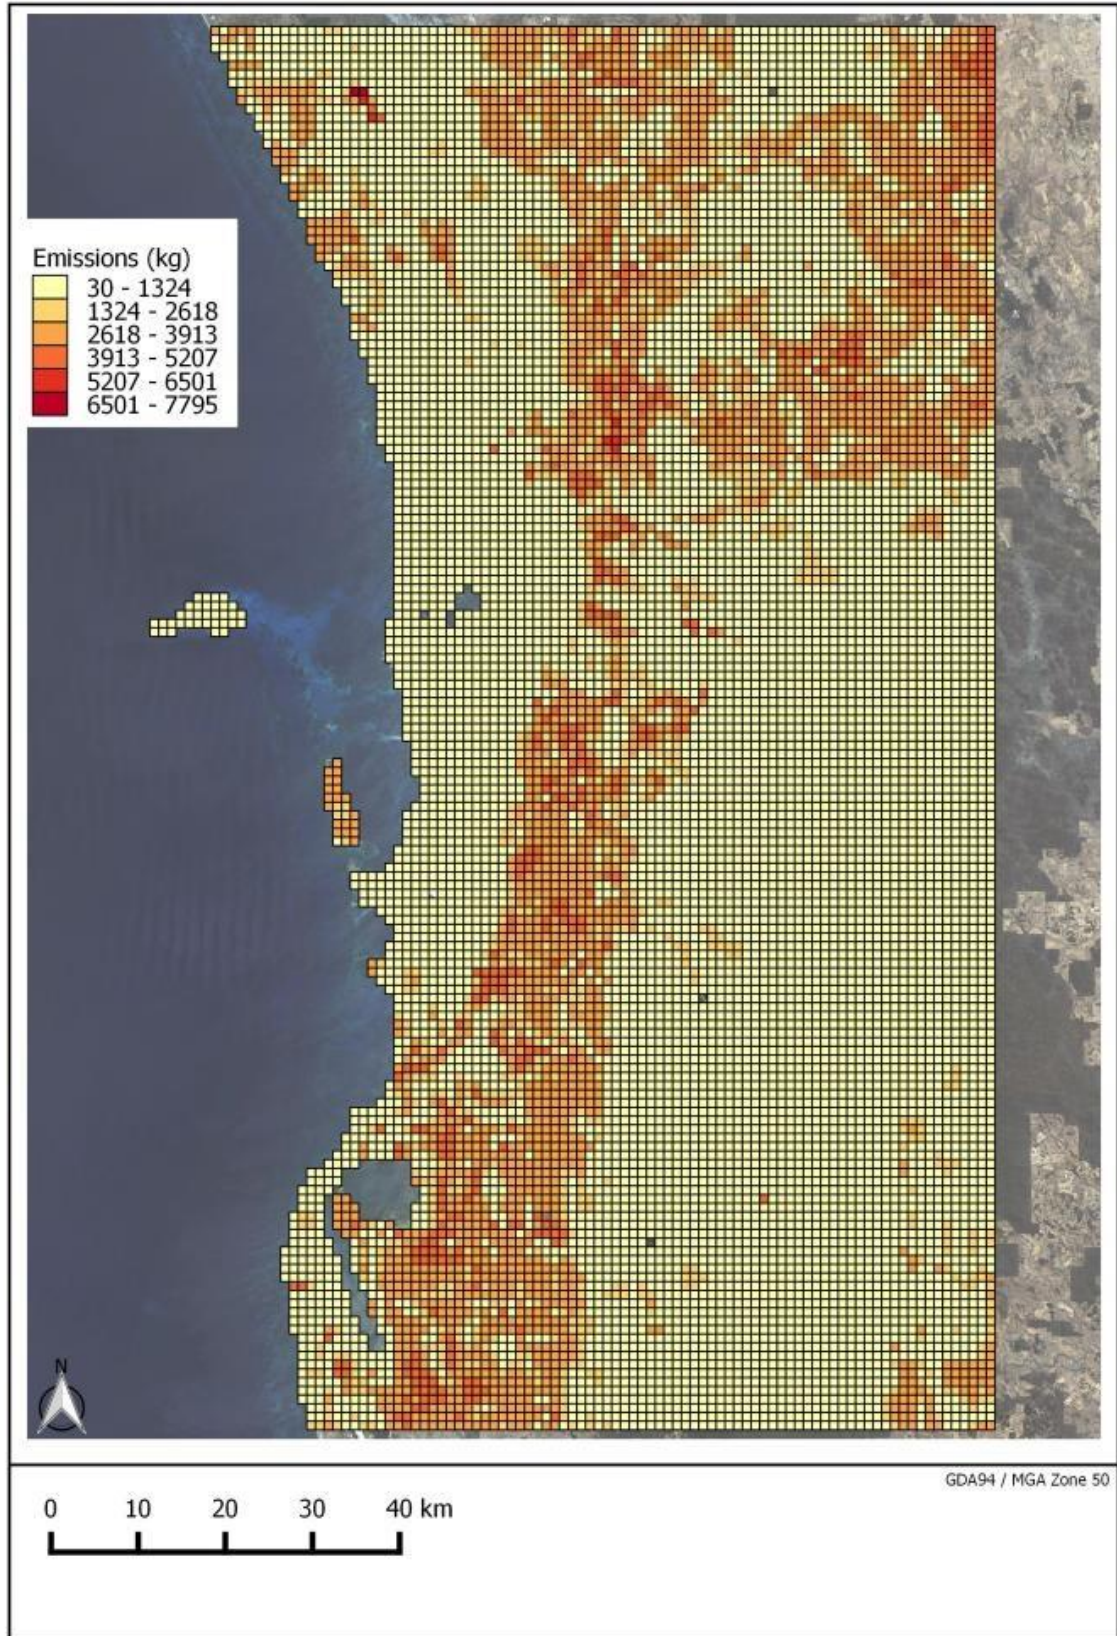 Emissions (kg)
30 - 1324
1324 - 2618
2618 - 3913
3913 - 5207
5207 - 6501
6501 - 7795
N
GDA94 / MGA Zone 50
0 10 20 30 40 km